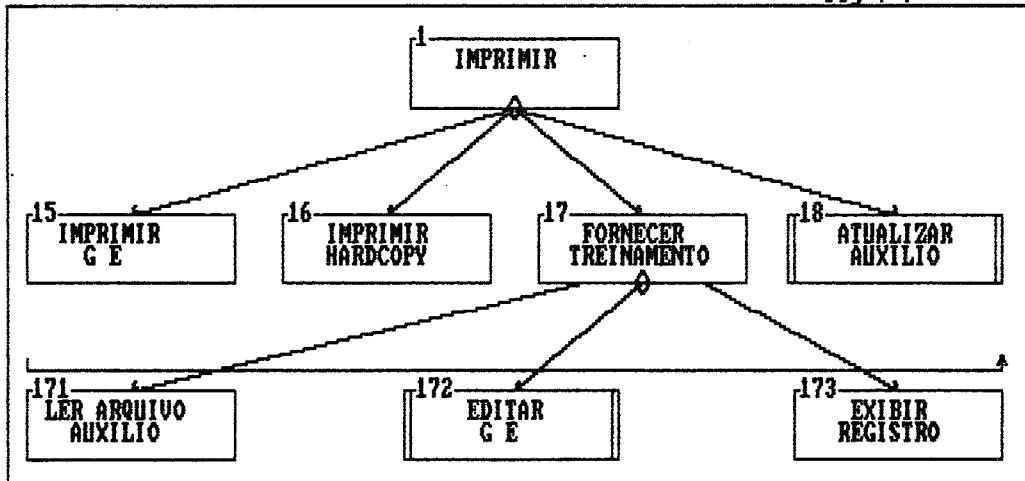 1
IMPRIMIR
15
IMPRIMIR
G E
16
IMPRIMIR
HARDCOPY
17
FORNECER
TREINAMENTO
18
ATUALIZAR
AUXILIO
171
LER ARQUIVO
AUXILIO
172
EDITAR
G E
173
EXIBIR
REGISTRO